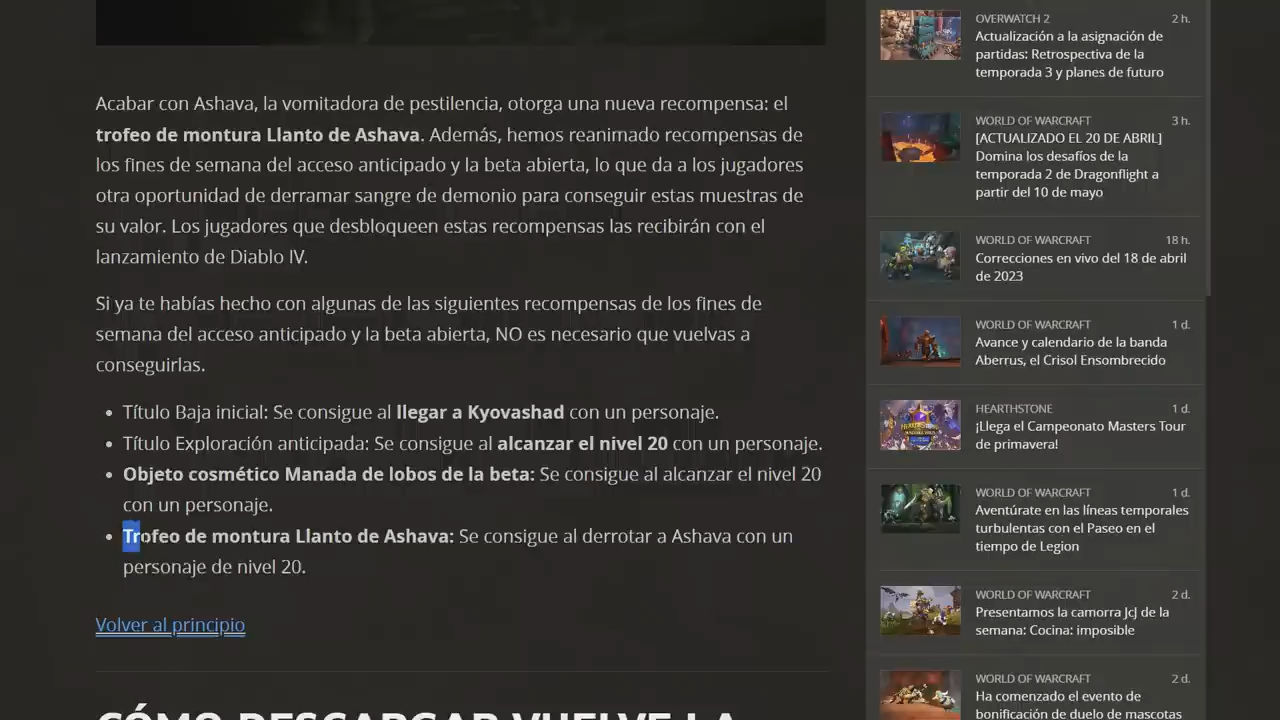 Acabar con Ashava, la vomitadora de pestilencia, otorga una nueva recompensa: el
trofeo de montura Llanto de Ashava. Además, hemos reanimado recompensas de
los fines de semana del acceso anticipado y la beta abierta, lo que da a los jugadores
otra oportunidad de derramar sangre de demonio para conseguir estas muestras de
su valor. Los jugadores que desbloqueen estas recompensas las recibirán con el
lanzamiento de Diablo IV.
Si ya te habías hecho con algunas de las siguientes recompensas de los fines de
semana del acceso anticipado y la beta abierta, NO es necesario que vuelvas a
conseguirlas.
• Título Baja inicial: Se consigue al llegar a Kyovashad con un personaje.
• Título Exploración anticipada: Se consigue al alcanzar el nivel 20 con un personaje.
• Objeto cosmético Manada de lobos de la beta: Se consigue al alcanzar el nivel 20
con un personaje.
• Trofeo de montura Llanto de Ashava: Se consigue al derrotar a Ashava con un
personaje de nivel 20.
Volver al principio
CÓMO DESCARGAR VUELVE LA
OVERWATCH 2 2 h.
Actualización a la asignación de
partidas: Retrospectiva de la
temporada 3 y planes de futuro
WORLD OF WARCRAFT 3 h.
[ACTUALIZADO EL 20 DE ABRIL]
Domina los desafíos de la
temporada 2 de Dragonflight a
partir del 10 de mayo
WORLD OF WARCRAFT 18 h.
Correcciones en vivo del 18 de abril
de 2023
WORLD OF WARCRAFT 1 d.
Avance y calendario de la banda
Aberrus, el Crisol Ensombrecido
HEARTHSTONE 1 d.
¡Llega el Campeonato Masters Tour
de primavera!
WORLD OF WARCRAFT 1 d.
Aventúrate en las líneas temporales
turbulentas con el Paseo en el
tiempo de Legion
WORLD OF WARCRAFT 2 d.
Presentamos la camorra JcJ de la
semana: Cocina: imposible
WORLD OF WARCRAFT 2 d.
Ha comenzado el evento de
bonificación de duelo de mascotas